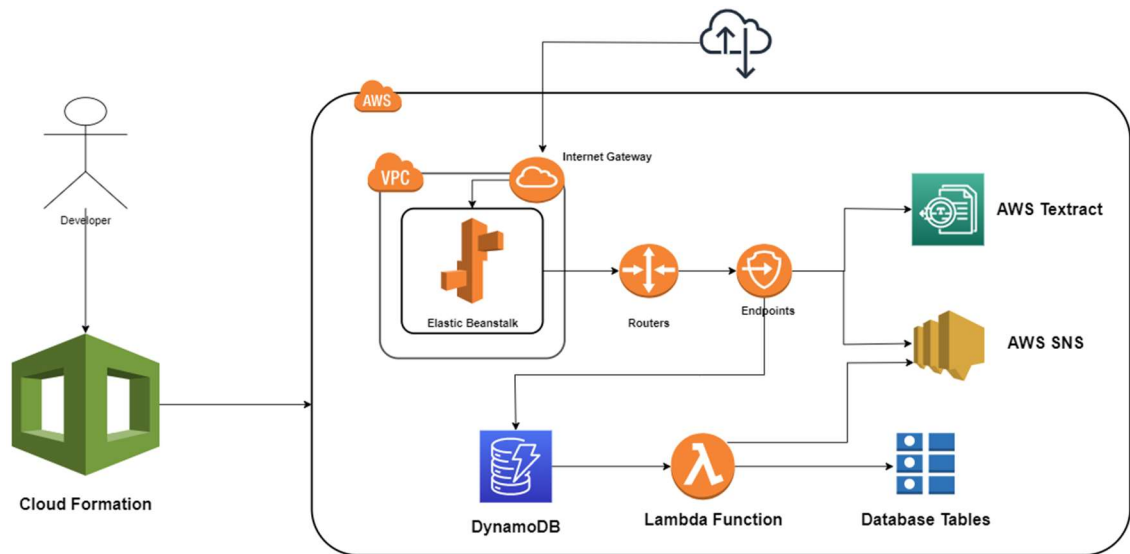 AWS
Internet Gateway
VPC
Developer
AWS Textract
Elastic Beanstalk
Routers
Endpoints
AWS SNS
Cloud Formation
DynamoDB
Lambda Function
Database Tables